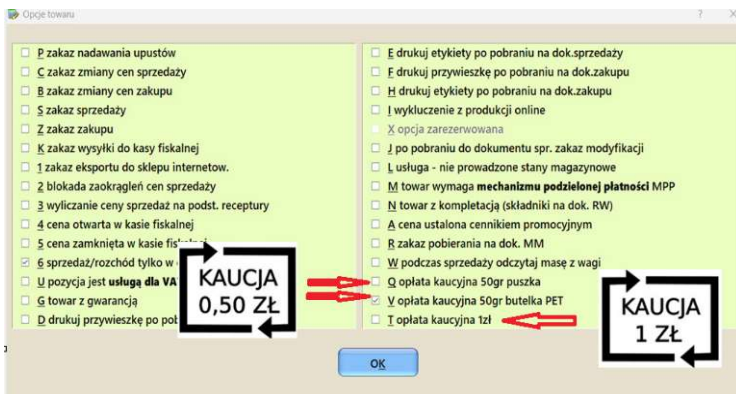 Opcje towaru
P zakaz nadawania upustów
C zakaz zmiany cen sprzedaży
B zakaz zmiany cen zakupu
S zakaz sprzedaży
Z zakaz zakupu
K zakaz wysyłki do kasy fiskalnej
1 zakaz eksportu do sklepu internetow.
2 blokada zaokrągleń cen sprzedaży
3 wyliczanie ceny sprzedaż na podst. receptury
4 cena otwarta w kasie fiskalnej
5 cena zamknięta w kasie
6 sprzedaż/rozchód tylko w
U pozycja jest usługą dla
G towar z gwarancją
D drukuj przywieszkę po
E drukuj etykiety po pobraniu na dok.sprzedaży
F drukuj przywieszkę po pobraniu na dok.zakupu
H drukuj etykiety po pobraniu na dok.zakupu
I wykluczenie z produkcji online
X opcja zarezerwowana
J po pobraniu do dokumentu spr. zakaz modyfikacji
L usługa - nie prowadzone stany magazynowe
M towar wymaga mechanizmu podzielonej płatności MPP
N towar z kompletacją (składniki na dok. RW)
A cena ustalona cennikiem promocyjnym
R zakaz pobierania na dok. MM
W podczas sprzedaży odczytaj masę z wagi
Q opłata kaucyjna 50gr puszka
V opłata kaucyjna 50gr butelka PET
T opłata kaucyjna 1zł
KAUCJA
0,50 ZŁ
KAUCJA
1 ZŁ
OK